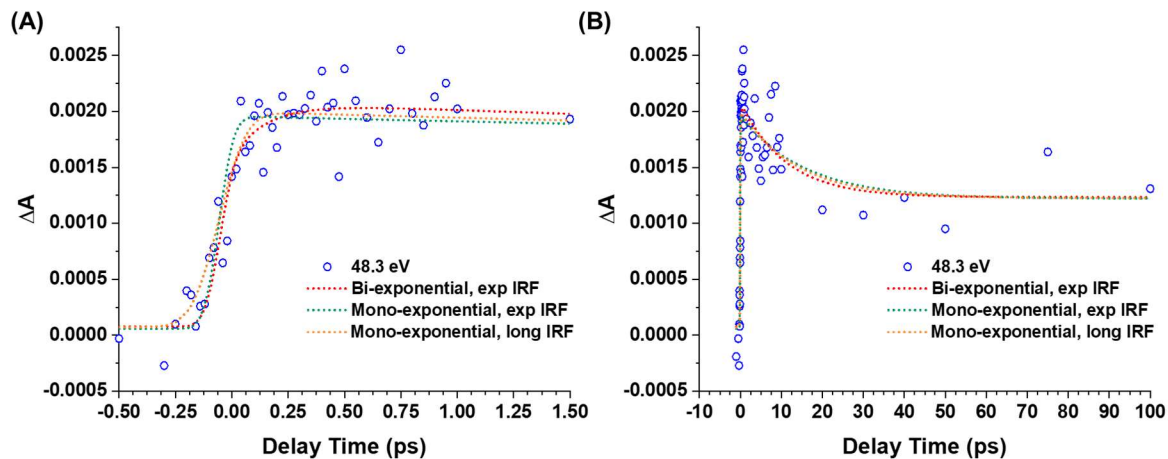 (A)
0.0025
0.0020
0.0015
0.0010
0.0005
0.0000
-0.0005
ΔA
-0.50 -0.25 0.00 0.25 0.50 0.75 1.00 1.25 1.50
Delay Time (ps)
48.3 eV
Bi-exponential, exp IRF
Mono-exponential, exp IRF
Mono-exponential, long IRF
(B)
0.0025
0.0020
0.0015
0.0010
0.0005
0.0000
-0.0005
ΔA
-10 0 10 20 30 40 50 60 70 80 90 100
Delay Time (ps)
48.3 eV
Bi-exponential, exp IRF
Mono-exponential, exp IRF
Mono-exponential, long IRF